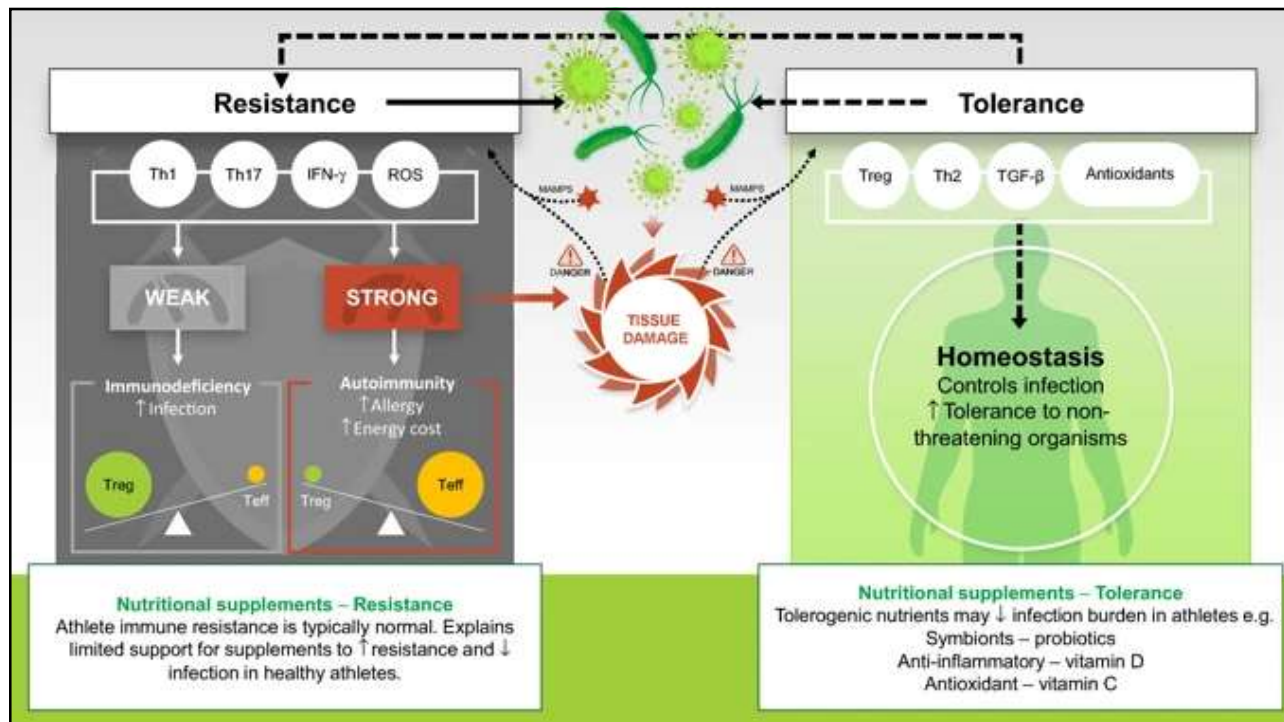 Resistance
Tolerance
Th1
Th17
IFN-γ
ROS
MAMPS
MAMPS
Treg
Th2
TGF-β
Antioxidants
WEAK
STRONG
DANGER
DANGER
TISSUE
DAMAGE
Immunodeficiency
↑Infection
Autoimmunity
↑Allergy
↑Energy cost
Homeostasis
Controls infection
↑Tolerance to non-
threatening organisms
Treg
Teff
Treg
Teff
Nutritional supplements – Resistance
Athlete immune resistance is typically normal. Explains
limited support for supplements to ↑resistance and ↓
infection in healthy athletes.
Nutritional supplements – Tolerance
Tolerogenic nutrients may ↓ infection burden in athletes e.g.
Symbionts – probiotics
Anti-inflammatory – vitamin D
Antioxidant – vitamin C